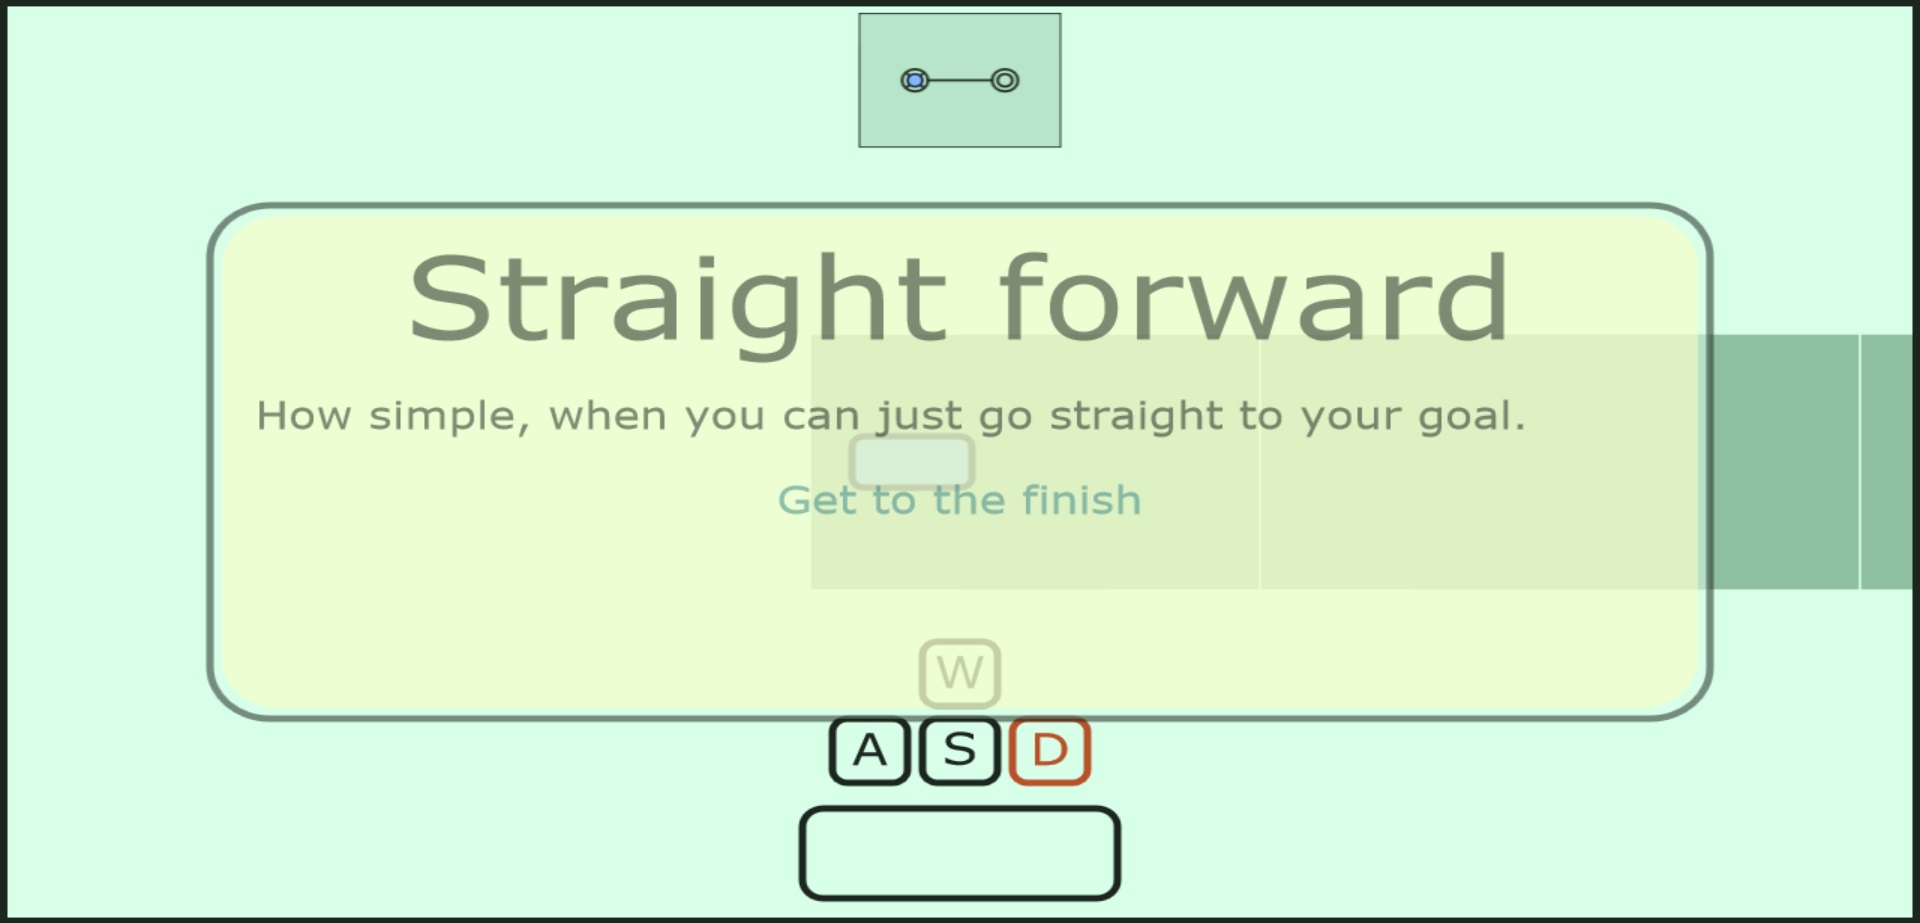 Straight forward
How simple, when you can just go straight to your goal.
Get to the finish
W
A S D